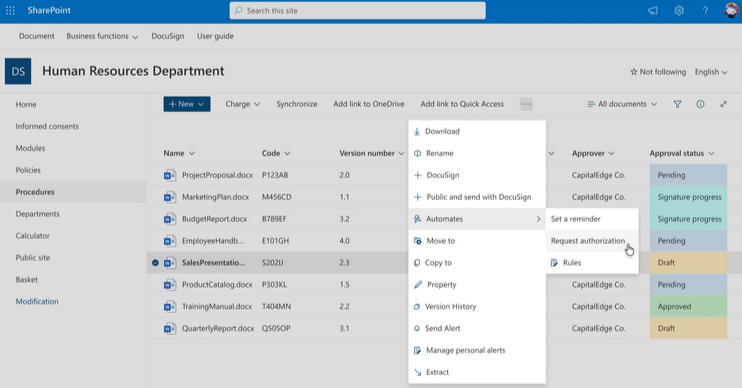 SharePoint
Search this site
?
Document Business functions DocuSign User guide
DS Human Resources Department
Not following English
+ New Charge Synchronize Add link to OneDrive Add link to Quick Access ... All documents
Home
Informed consents
Modules
Policies
Procedures
Departments
Calculator
Public site
Basket
Modification
Name Code Version number Approver Approval status
ProjectProposal.docx P123AB 2.0 CapitalEdge Co. Pending
MarketingPlan.docx M456CD 1.1 CapitalEdge Co. Signature progress
BudgetReport.docx B789EF 3.2 CapitalEdge Co. Signature progress
EmployeeHandb... E101GH 4.0 CapitalEdge Co. Pending
SalesPresentatio... S202IJ 2.3 CapitalEdge Co. Draft
ProductCatalog.docx P303KL 1.5 CapitalEdge Co. Pending
TrainingManual.docx T404MN 2.2 CapitalEdge Co. Approved
QuarterlyReport.docx Q505OP 3.1 CapitalEdge Co. Draft
Download
Rename
DocuSign
Public and send with DocuSign
Automates
Move to
Copy to
Property
Version History
Send Alert
Manage personal alerts
Extract
Set a reminder
Request authorization
Rules